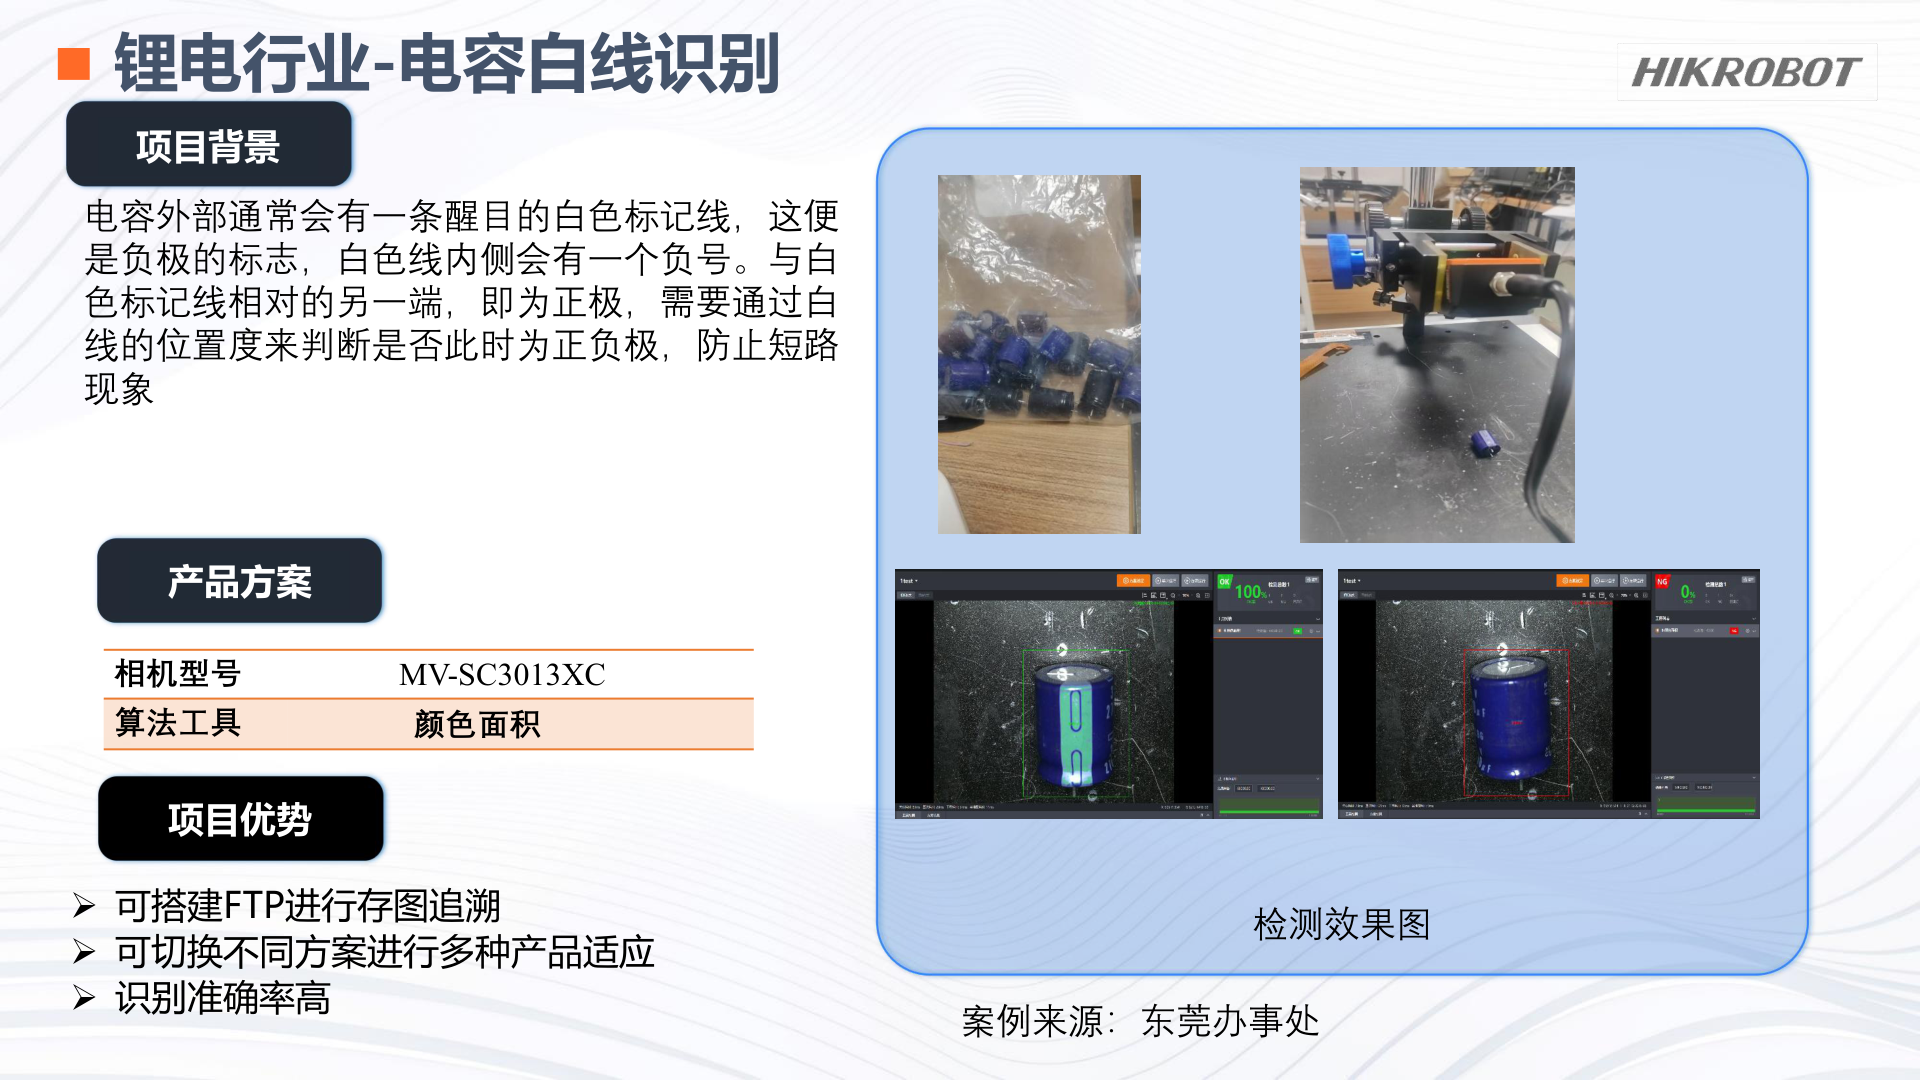 锂电行业-电容白线识别
HIKROBOT
项目背景
电容外部通常会有一条醒目的白色标记线，这便
是负极的标志，白色线内侧会有一个负号。与白
色标记线相对的另一端，即为正极，需要通过白
线的位置度来判断是否此时为正负极，防止短路
现象
产品方案
相机型号 MV-SC3013XC
算法工具 颜色面积
项目优势
➢ 可搭建FTP进行存图追溯
➢ 可切换不同方案进行多种产品适应
➢ 识别准确率高
1test
OK
100%
1test
NG
0%
检测效果图
案例来源：东莞办事处